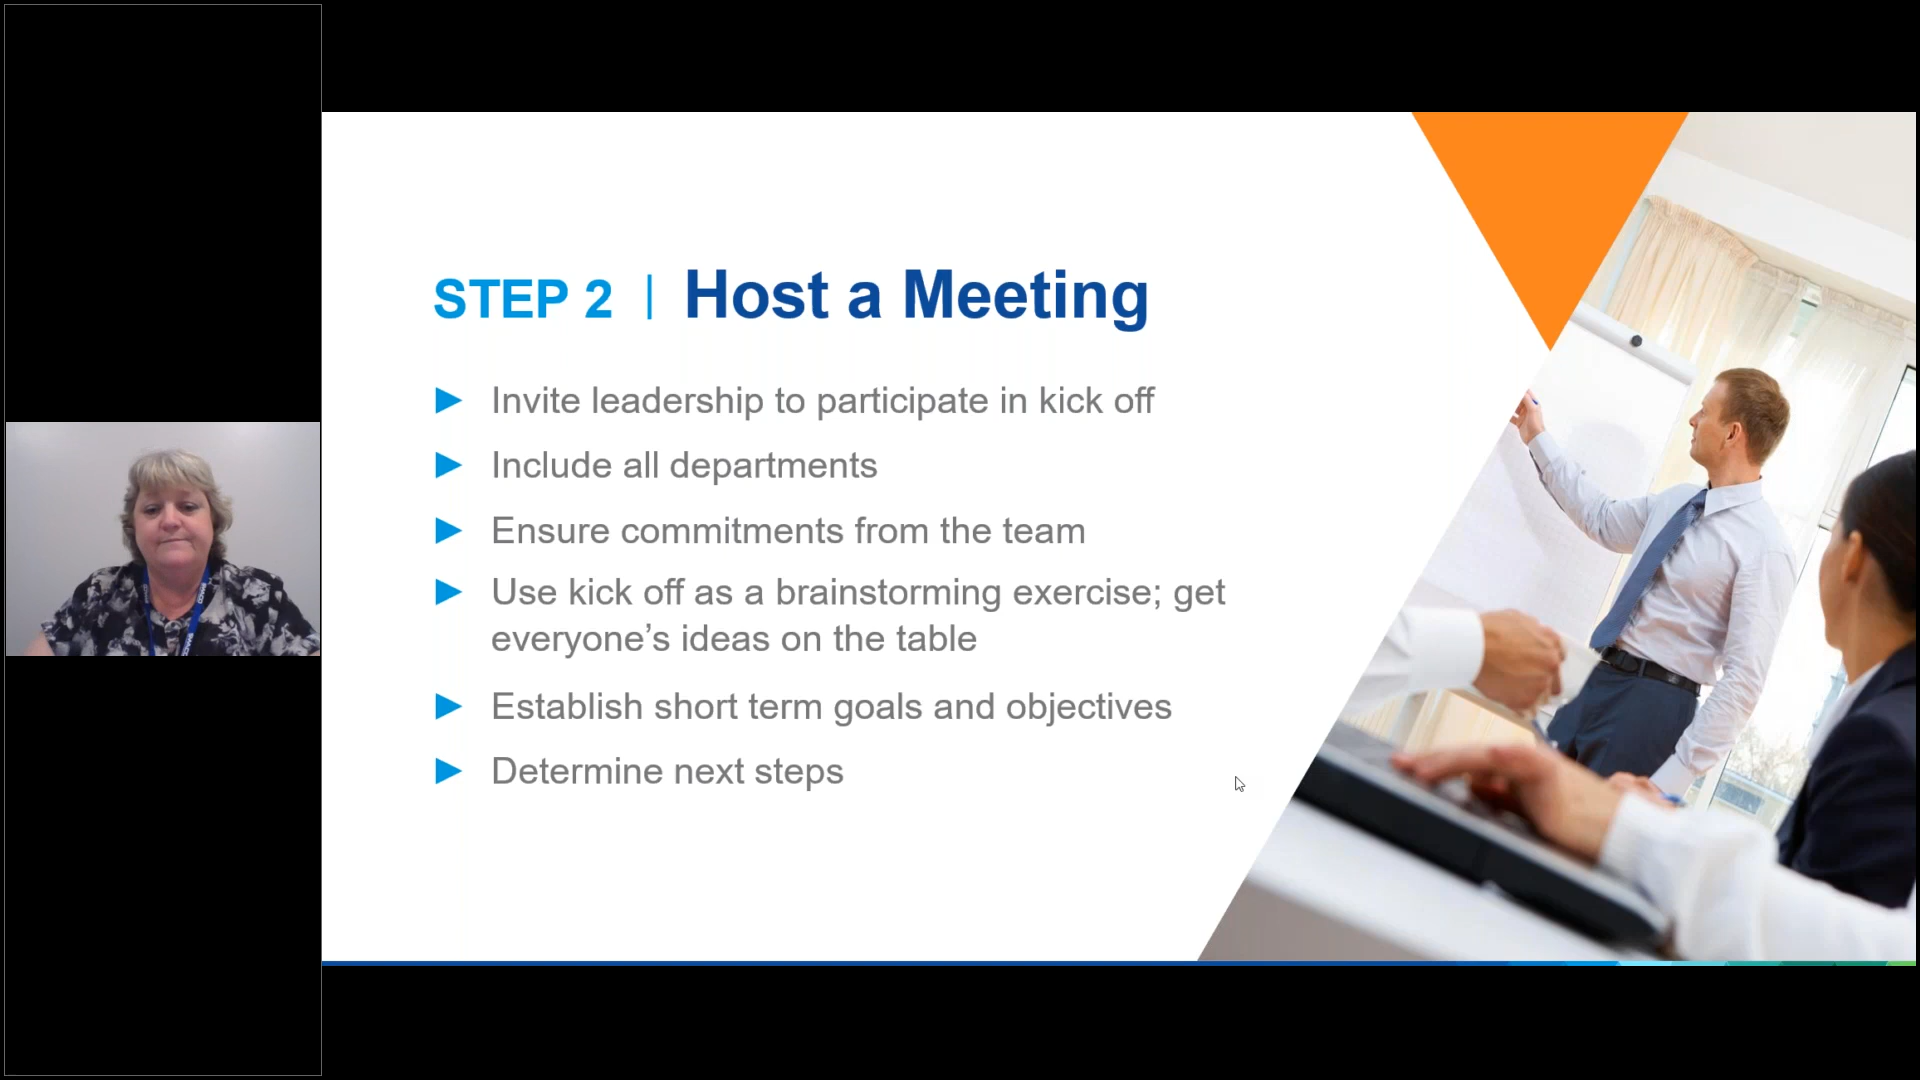 STEP 2 | Host a Meeting
Invite leadership to participate in kick off
Include all departments
Ensure commitments from the team
Use kick off as a brainstorming exercise; get
everyone’s ideas on the table
Establish short term goals and objectives
Determine next steps